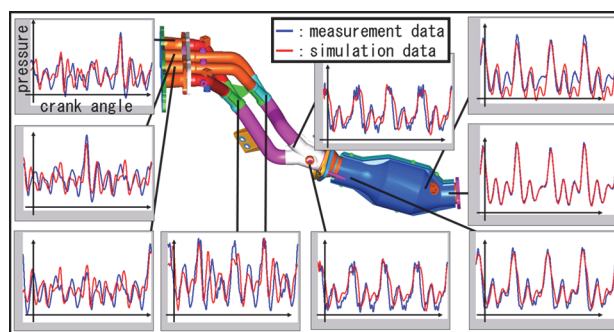 : measurement data
: simulation data
pressure
crank angle